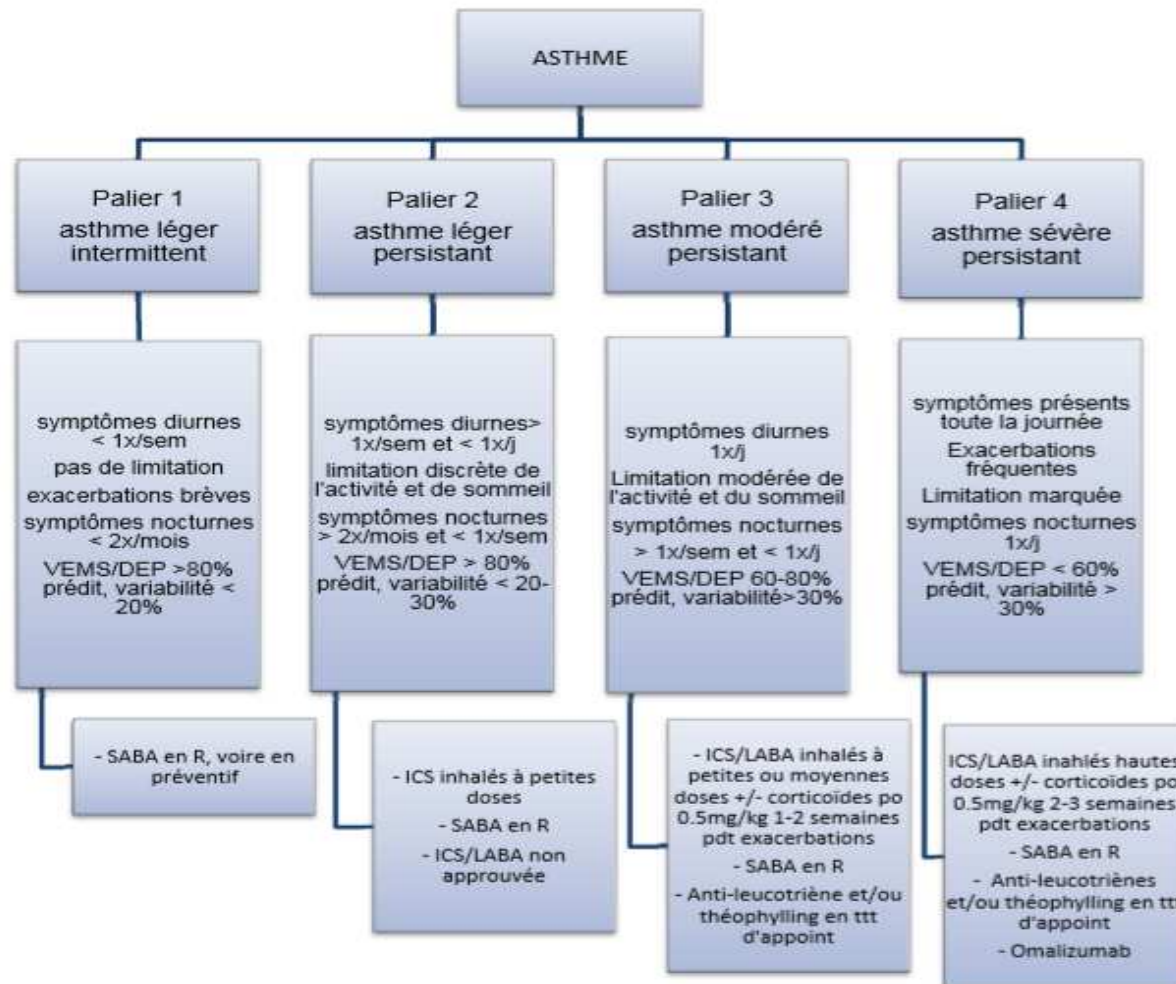 ASTHME
Palier 1
asthme léger
intermittent
Palier 2
asthme léger
persistant
Palier 3
asthme modéré
persistant
Palier 4
asthme sévère
persistant
symptômes diurnes
< 1x/sem
pas de limitation
exacerbations brèves
symptômes nocturnes
< 2x/mois
VEMS/DEP >80%
prédit, variabilité <
20%
symptômes diurnes>
1x/sem et < 1x/j
limitation discrète de
l'activité et de sommeil
symptômes nocturnes
> 2x/mois et < 1x/sem
VEMS/DEP > 80%
prédit, variabilité < 20-
30%
symptômes diurnes
1x/j
Limitation modérée de
l'activité et du sommeil
symptômes nocturnes
> 1x/sem et < 1x/j
VEMS/DEP 60-80%
prédit, variabilité>30%
symptômes présents
toute la journée
Exacerbations
fréquentes
Limitation marquée
symptômes nocturnes
1x/j
VEMS/DEP < 60%
prédit, variabilité >
30%
- SABA en R, voire en
préventif
- ICS inhalés à petites
doses
- SABA en R
- ICS/LABA non
approuvée
- ICS/LABA inhalés à
petites ou moyennes
doses +/- corticoïdes po
0.5mg/kg 1-2 semaines
pdt exacerbations
- SABA en R
- Anti-leucotriène et/ou
théophylling en ttt
d'appoint
ICS/LABA inahlés hautes
doses +/- corticoïdes po
0.5mg/kg 2-3 semaines
pdt exacerbations
- SABA en R
- Anti-leucotriènes
et/ou théophylling en ttt
d'appoint
- Omalizumab